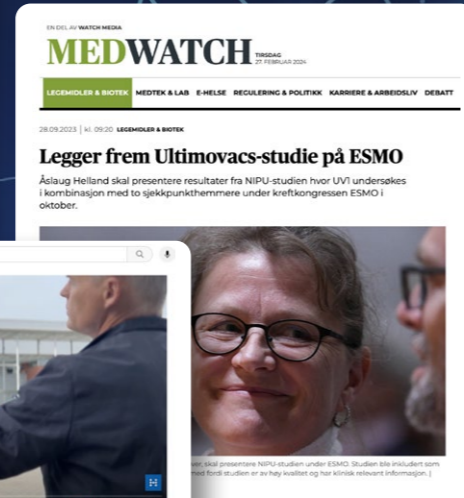 EN DEL AV WATCH MEDIA
MEDWATCH
TIRSDAG
27. FEBRUAR 2024
LEGEMIDLER & BIOTEK MEDTEK & LAB E-HELSE REGULERING & POLITIKK KARRIERE & ARBEIDSLIV DEBATT
28.09.2023 | kl. 09:20 LEGEMIDLER & BIOTEK
Legger frem Ultimovacs-studie på ESMO
Åslaug Helland skal presentere resultater fra NIPU-studien hvor UV1 undersøkes
i kombinasjon med to sjekkpunkthemmere under kreftkongressen ESMO i
oktober.
skal presentere NIPU-studien under ESMO. Studien ble inkludert som
med fordi studien er av høy kvalitet og har klinisk relevant informasjon. |
H